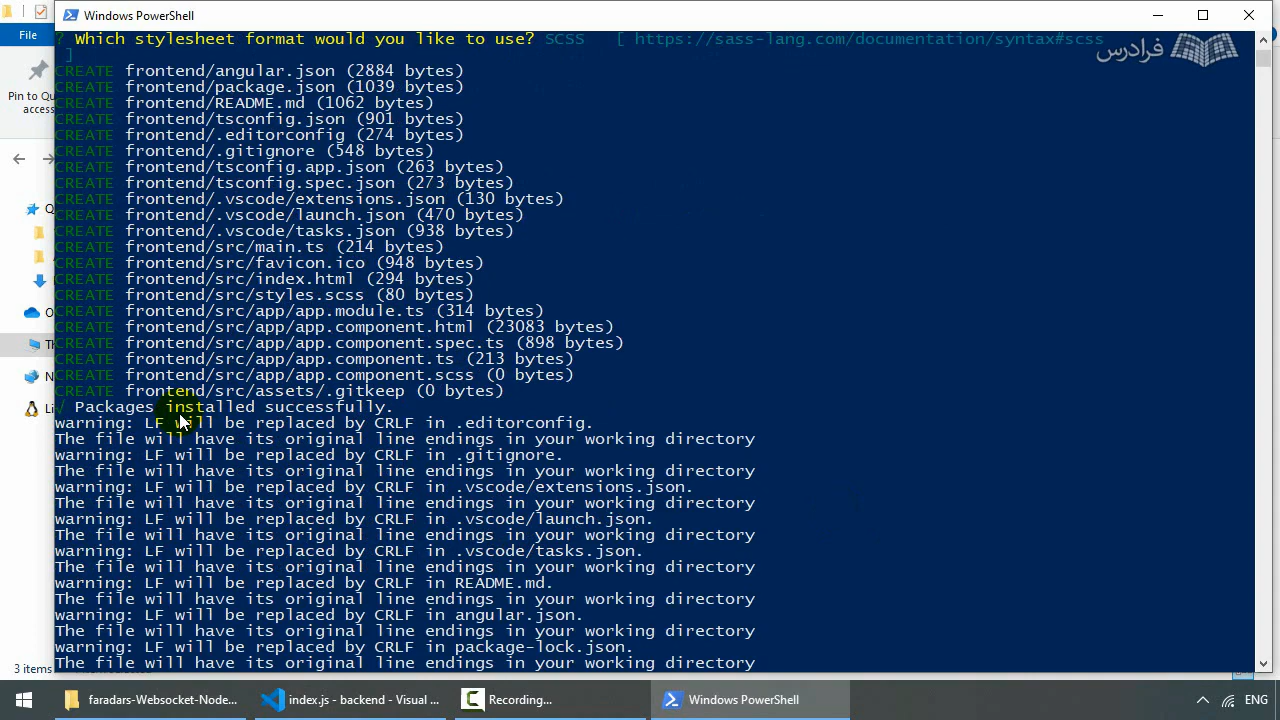 Windows PowerShell
File
? Which stylesheet format would you like to use? SCSS [ https://sass-lang.com/documentation/syntax#scss
]
فرادرس
CREATE frontend/angular.json (2884 bytes)
CREATE frontend/package.json (1039 bytes)
CREATE frontend/README.md (1062 bytes)
CREATE frontend/tsconfig.json (901 bytes)
CREATE frontend/.editorconfig (274 bytes)
CREATE frontend/.gitignore (548 bytes)
CREATE frontend/tsconfig.app.json (263 bytes)
CREATE frontend/tsconfig.spec.json (273 bytes)
CREATE frontend/.vscode/extensions.json (130 bytes)
CREATE frontend/.vscode/launch.json (470 bytes)
CREATE frontend/.vscode/tasks.json (938 bytes)
CREATE frontend/src/main.ts (214 bytes)
CREATE frontend/src/favicon.ico (948 bytes)
CREATE frontend/src/index.html (294 bytes)
CREATE frontend/src/styles.scss (80 bytes)
CREATE frontend/src/app/app.module.ts (314 bytes)
CREATE frontend/src/app/app.component.html (23083 bytes)
CREATE frontend/src/app/app.component.spec.ts (898 bytes)
CREATE frontend/src/app/app.component.ts (213 bytes)
CREATE frontend/src/app/app.component.scss (0 bytes)
CREATE frontend/src/assets/.gitkeep (0 bytes)
√ Packages installed successfully.
warning: LF will be replaced by CRLF in .editorconfig.
The file will have its original line endings in your working directory
warning: LF will be replaced by CRLF in .gitignore.
The file will have its original line endings in your working directory
warning: LF will be replaced by CRLF in .vscode/extensions.json.
The file will have its original line endings in your working directory
warning: LF will be replaced by CRLF in .vscode/launch.json.
The file will have its original line endings in your working directory
warning: LF will be replaced by CRLF in .vscode/tasks.json.
The file will have its original line endings in your working directory
warning: LF will be replaced by CRLF in README.md.
The file will have its original line endings in your working directory
warning: LF will be replaced by CRLF in angular.json.
The file will have its original line endings in your working directory
warning: LF will be replaced by CRLF in package-lock.json.
The file will have its original line endings in your working directory
Pin to Qu
access
3 items
faradars-Websocket-Node...
index.js - backend - Visual ...
Recording...
Windows PowerShell
ENG